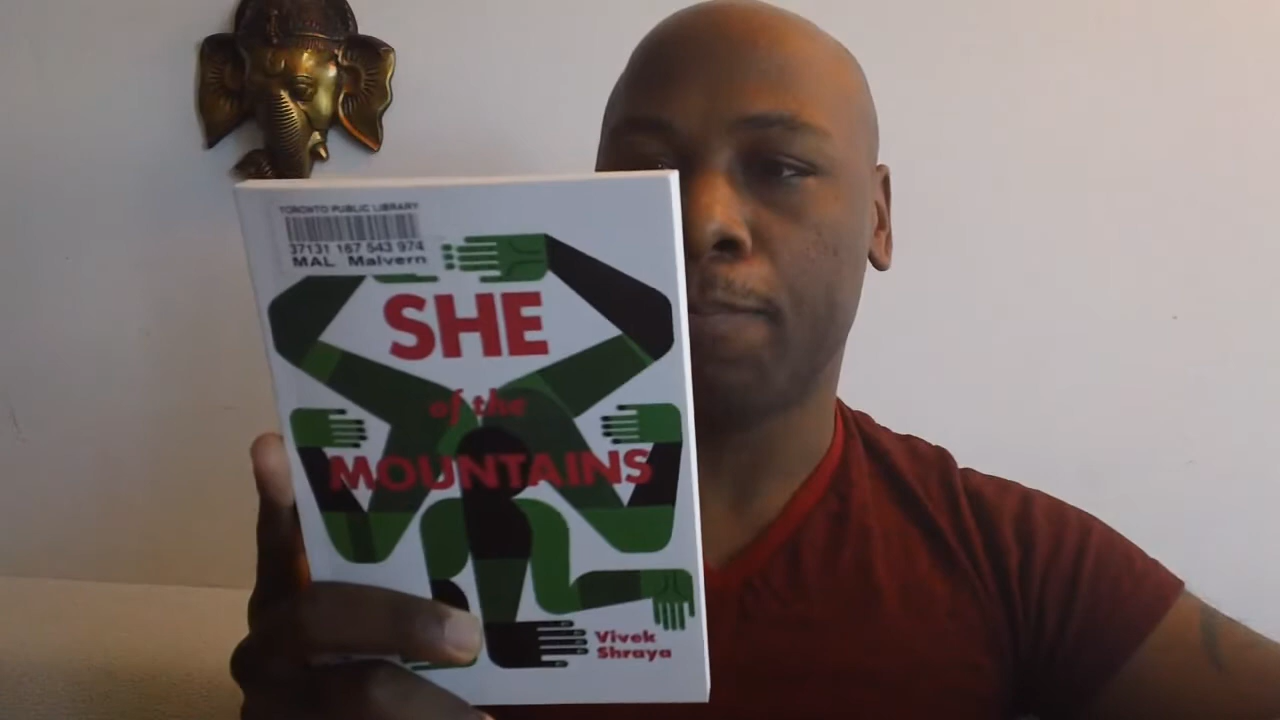 TORONTO PUBLIC LIBRARY
37131 167 543 974
MAL Malvern
SHE
of the
MOUNTAINS
Vivek
Shraya